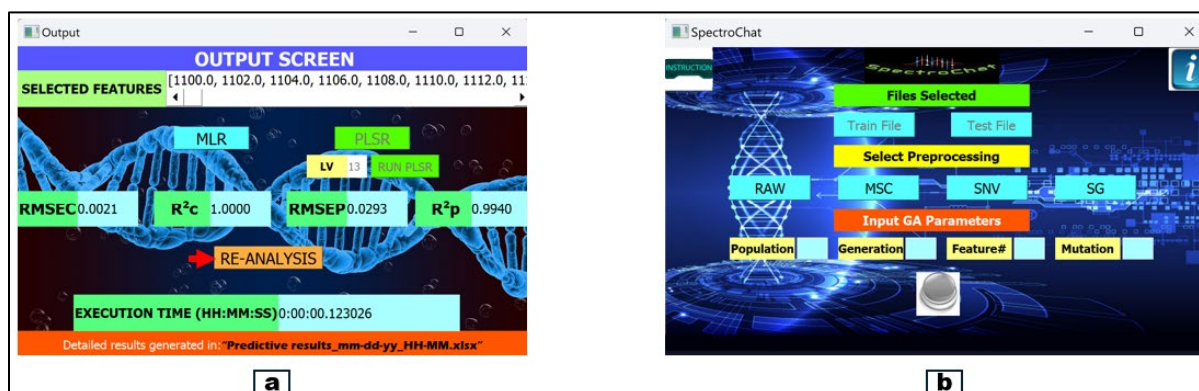 Output
OUTPUT SCREEN
SELECTED FEATURES
[1100.0, 1102.0, 1104.0, 1106.0, 1108.0, 1110.0, 1112.0, 11
MLR
PLSR
LV 13 RUN PLSR
RMSEC 0.0021 R²c 1.0000 RMSEP 0.0293 R²p 0.9940
RE-ANALYSIS
EXECUTION TIME (HH:MM:SS) 0:00:00.123026
Detailed results generated in: "Predictive results_mm-dd-yy_HH-MM.xlsx"
a
SpectroChat
INSTRUCTION
SpectroChat
i
Files Selected
Train File Test File
Select Preprocessing
RAW MSC SNV SG
Input GA Parameters
Population Generation Feature# Mutation
b